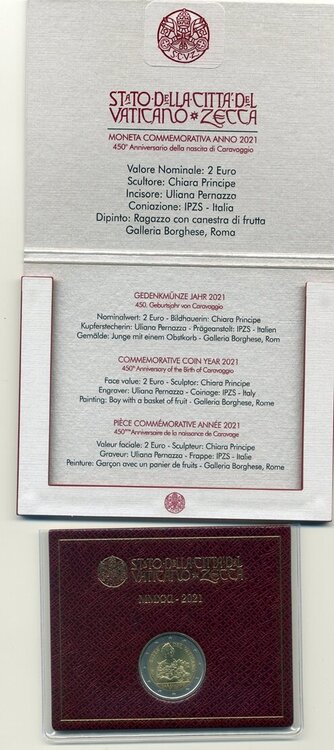 SCVZ
STATO·DELLA·CITTA·DEL
VATICANO*ZECCA
MONETA COMMEMORATIVA ANNO 2021
450° Anniversario della nascita di Caravaggio
Valore Nominale: 2 Euro
Scultore: Chiara Principe
Incisore: Uliana Pernazza
Coniazione: IPZS - Italia
Dipinto: Ragazzo con canestra di frutta
Galleria Borghese, Roma
GEDENKMÜNZE JAHR 2021
450. Geburtsjahr von Caravaggio
Nominalwert: 2 Euro - Bildhauerin: Chiara Principe
Kupferstecherin: Uliana Pernazza - Prägeanstolt: IPZS - Italien
Gemälde: Junge mit einem Obstkorb - Galleria Borghese, Rom
COMMEMORATIVE COIN YEAR 2021
450th Anniversary of the Birth of Caravaggio
Face value: 2 Euro - Sculptor: Chiara Principe
Engraver: Uliana Pernazza - Coinage: IPZS - Italy
Painting: Boy with a basket of fruit - Galleria Borghese, Rome
PIÈCE COMMÉMORATIVE ANNÉE 2021
450ème Anniversaire de la naissance de Caravage
Valeur faciale: 2 Euro - Sculpteur: Chiara Principe
Graveur: Uliana Pernazza - Frappe: IPZS - Italie
Peinture: Garçon avec un panier de fruits - Galleria Borghese, Rome
STATO·DELLA·CITTA·DEL
VATICANO*ZECCA
MMXXI - 2021